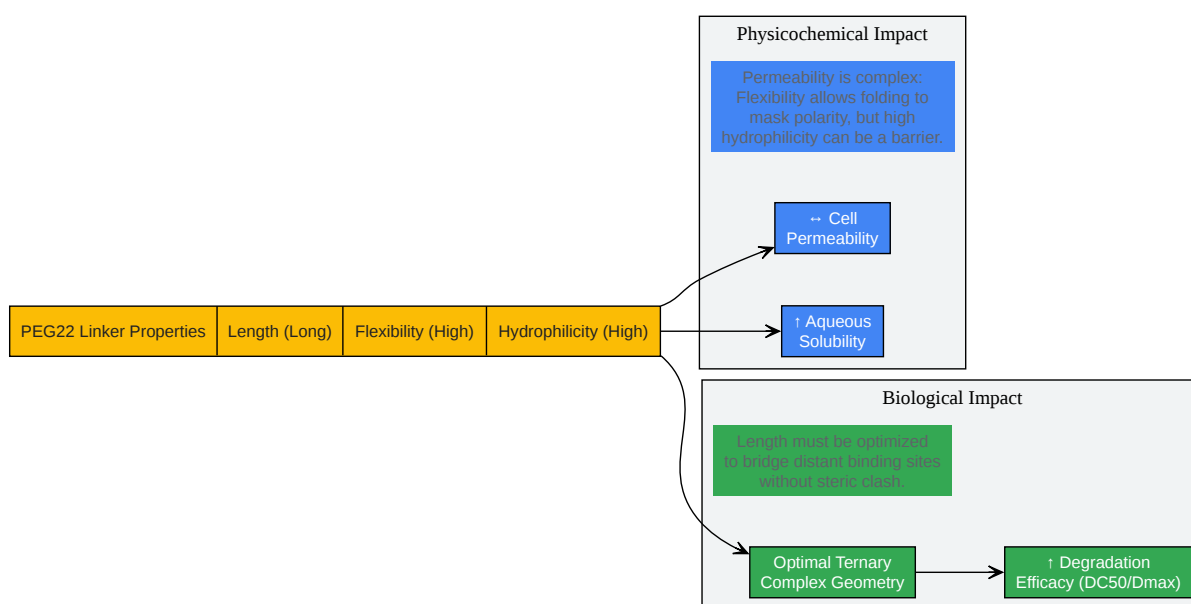 Physicochemical Impact
Permeability is complex:
Flexibility allows folding to
mask polarity, but high
hydrophilicity can be a barrier.
↔ Cell
Permeability
PEG22 Linker Properties
Length (Long)
Flexibility (High)
Hydrophilicity (High)
↑ Aqueous
Solubility
Biological Impact
Length must be optimized
to bridge distant binding sites
without steric clash.
Optimal Ternary
Complex Geometry
↑ Degradation
Efficacy (DC50/Dmax)